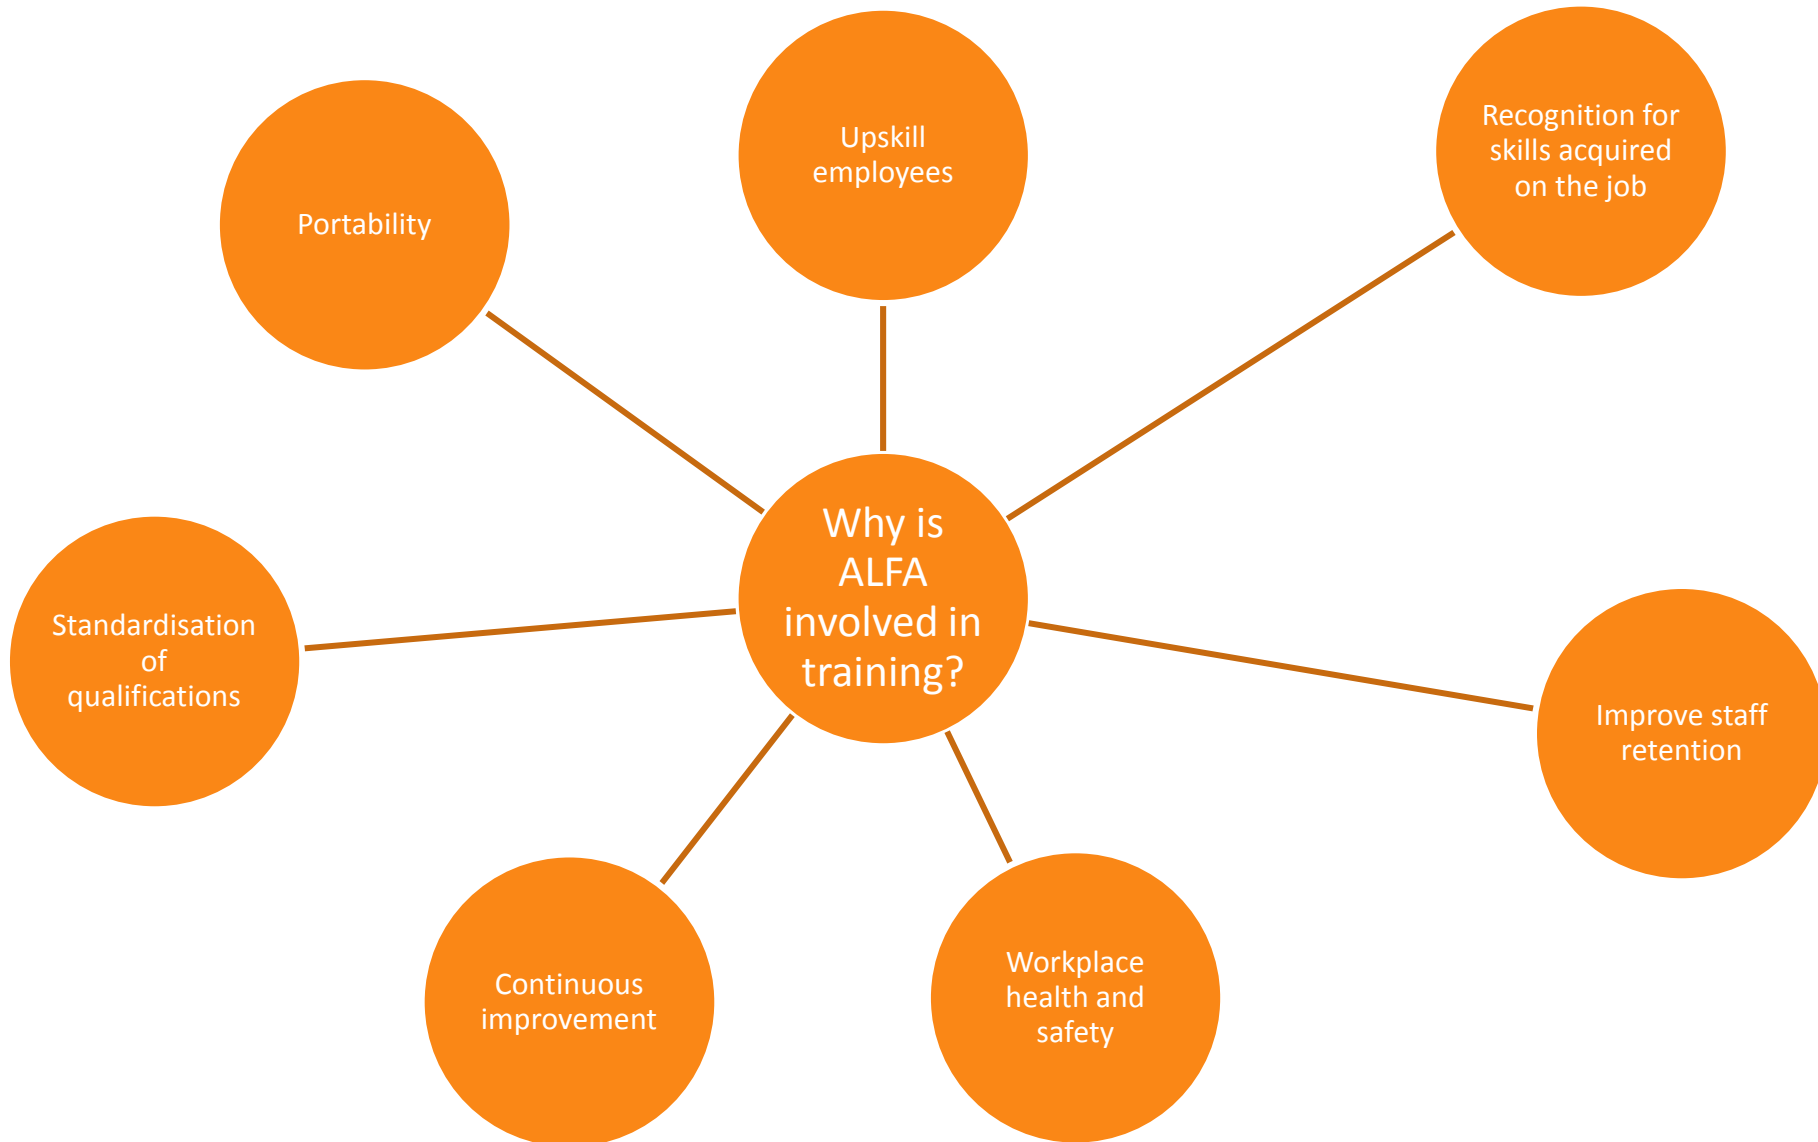 Upskill
employees
Recognition for
skills acquired
on the job
Portability
Why is
ALFA
involved in
training?
Standardisation
of
qualifications
Improve staff
retention
Continuous
improvement
Workplace
health and
safety